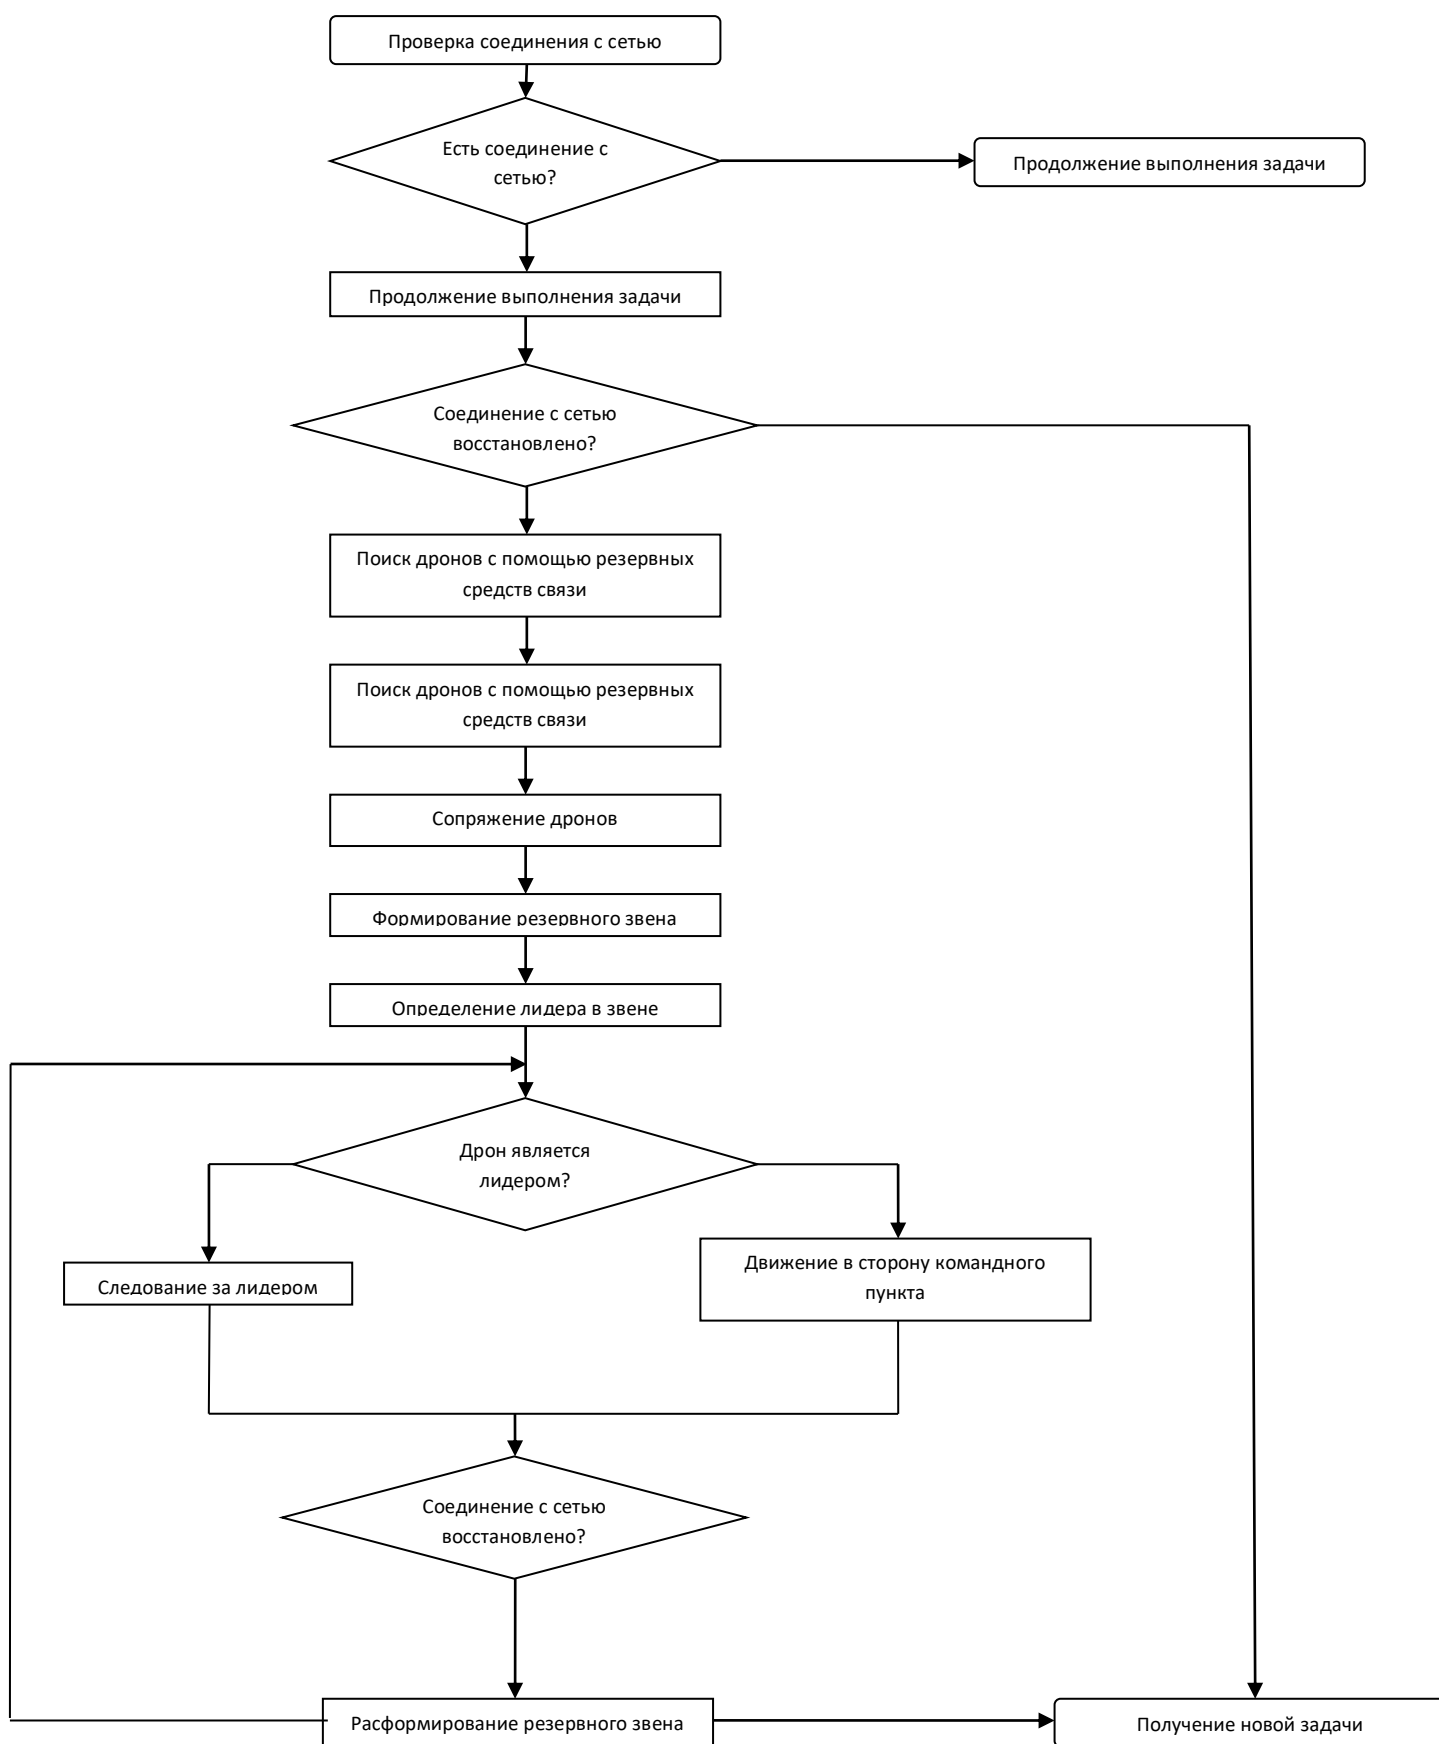 Проверка соединения с сетью
Есть соединение с
сетью?
Продолжение выполнения задачи
Продолжение выполнения задачи
Соединение с сетью
восстановлено?
Поиск дронов с помощью резервных
средств связи
Поиск дронов с помощью резервных
средств связи
Сопряжение дронов
Формирование резервного звена
Определение лидера в звене
Дрон является
лидером?
Следование за лидером
Движение в сторону командного
пункта
Соединение с сетью
восстановлено?
Расформирование резервного звена
Получение новой задачи